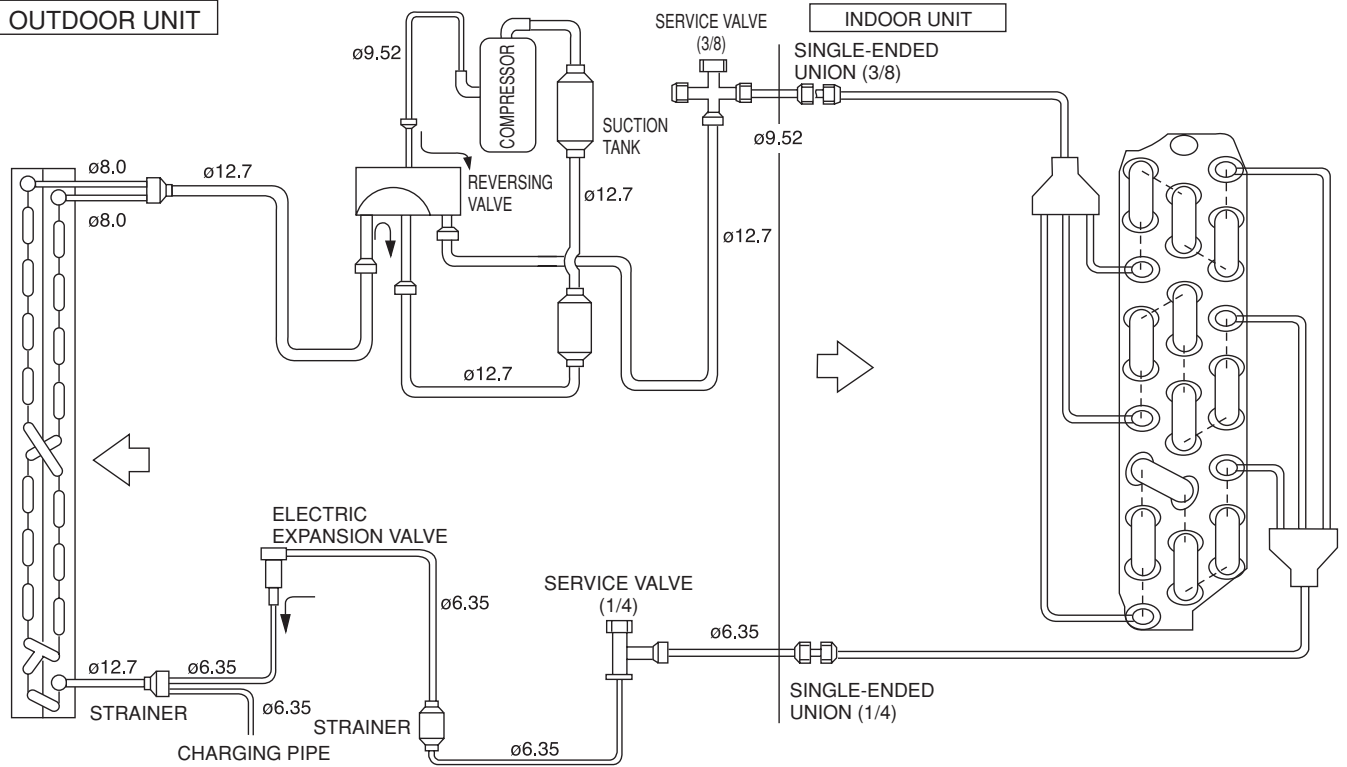 OUTDOOR UNIT
INDOOR UNIT
SERVICE VALVE
(3/8)
SINGLE-ENDED
UNION (3/8)
ø9.52
COMPRESSOR
SUCTION
TANK
ø9.52
ø8.0
ø12.7
REVERSING
VALVE
ø12.7
ø8.0
ø12.7
ø12.7
ELECTRIC
EXPANSION VALVE
SERVICE VALVE
(1/4)
ø6.35
ø6.35
ø12.7
ø6.35
SINGLE-ENDED
UNION (1/4)
STRAINER
ø6.35
STRAINER
CHARGING PIPE
ø6.35